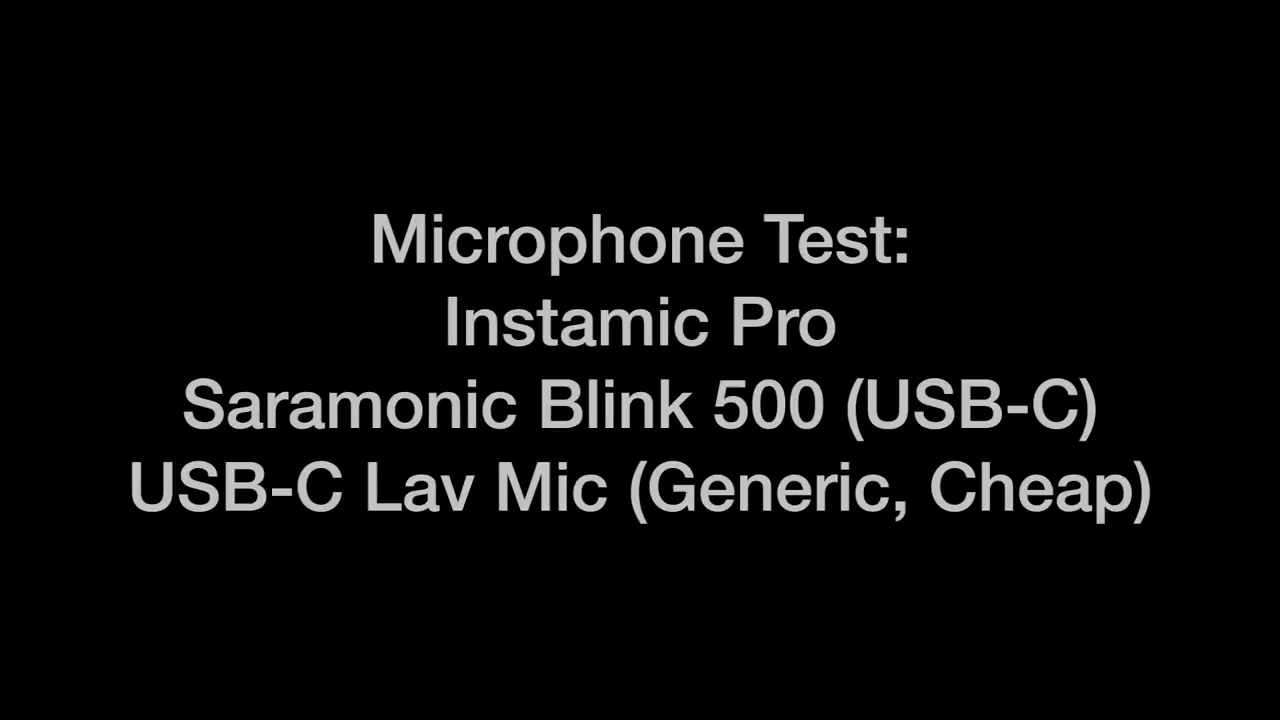 Microphone Test:
Instamic Pro
Saramonic Blink 500 (USB-C)
USB-C Lav Mic (Generic, Cheap)